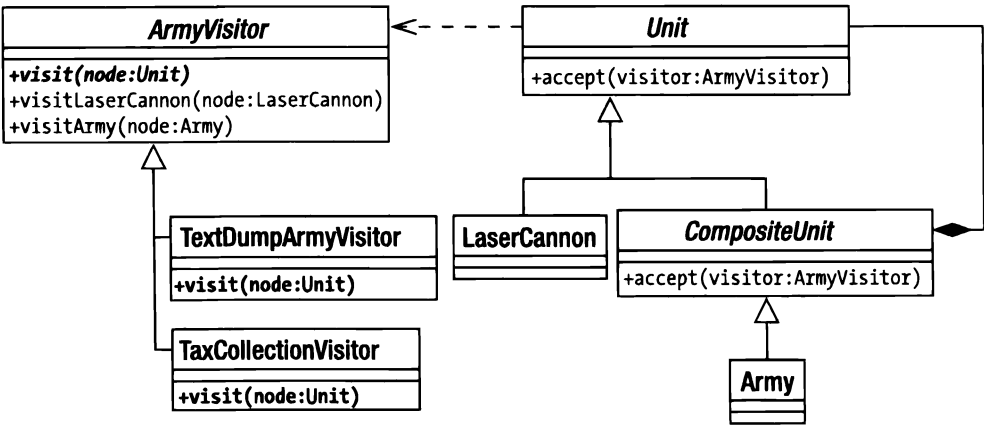 ArmyVisitor
+visit(node:Unit)
+visitLaserCannon(node:LaserCannon)
+visitArmy(node:Army)
Unit
+accept(visitor:ArmyVisitor)
TextDumpArmyVisitor
+visit(node:Unit)
TaxCollectionVisitor
+visit(node:Unit)
LaserCannon
CompositeUnit
+accept(visitor:ArmyVisitor)
Army